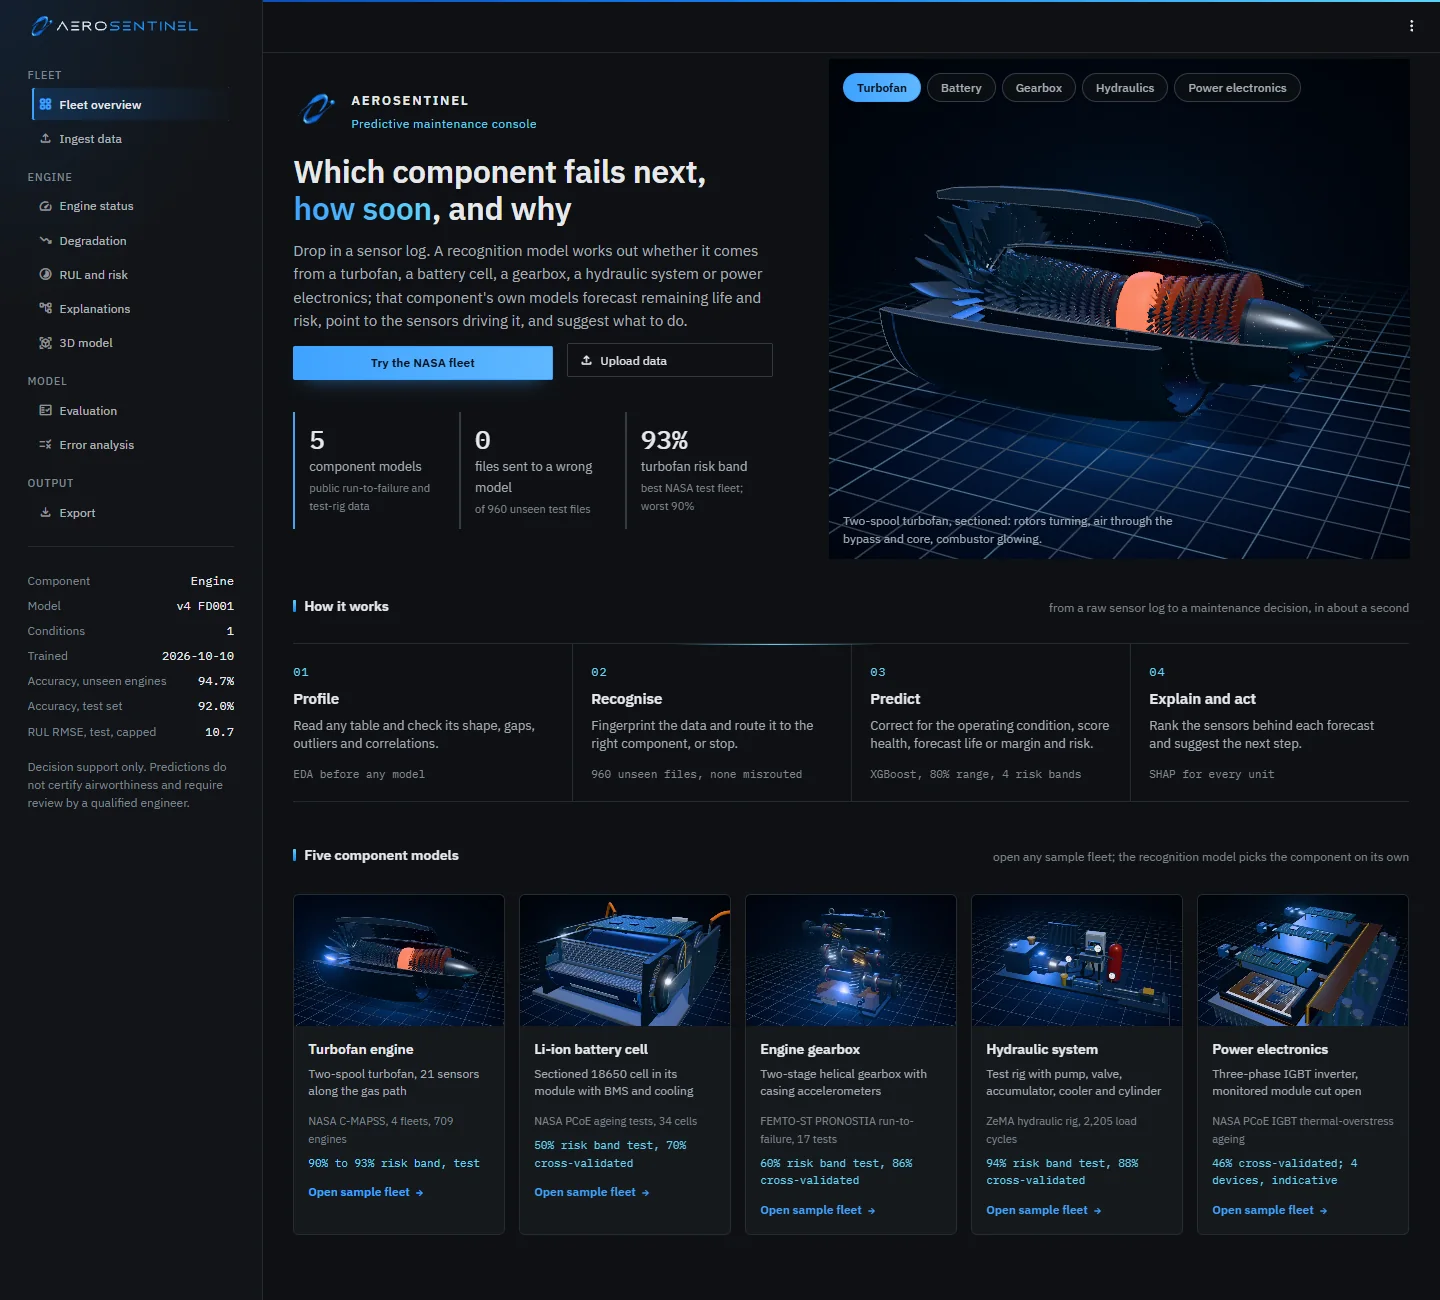 AEROSENTINEL
FLEET
Fleet overview
Ingest data
ENGINE
Engine status
Degradation
RUL and risk
Explanations
3D model
MODEL
Evaluation
Error analysis
OUTPUT
Export
Component Engine
Model v4 FD001
Conditions 1
Trained 2026-10-10
Accuracy, unseen engines 94.7%
Accuracy, test set 92.0%
RUL RMSE, test, capped 10.7
Decision support only. Predictions do
not certify airworthiness and require
review by a qualified engineer.
AEROSENTINEL
Predictive maintenance console
Which component fails next,
how soon, and why
Drop in a sensor log. A recognition model works out whether it comes
from a turbofan, a battery cell, a gearbox, a hydraulic system or power
electronics; that component's own models forecast remaining life and
risk, point to the sensors driving it, and suggest what to do.
Try the NASA fleet
Upload data
5
component models
public run-to-failure and
test-rig data
0
files sent to a wrong
model
of 960 unseen test files
93%
turbofan risk band
best NASA test fleet;
worst 90%
Turbofan
Battery
Gearbox
Hydraulics
Power electronics
Two-spool turbofan, sectioned: rotors turning, air through the
bypass and core, combustor glowing.
How it works
from a raw sensor log to a maintenance decision, in about a second
01
Profile
Read any table and check its shape, gaps,
outliers and correlations.
EDA before any model
02
Recognise
Fingerprint the data and route it to the
right component, or stop.
960 unseen files, none misrouted
03
Predict
Correct for the operating condition, score
health, forecast life or margin and risk.
XGBoost, 80% range, 4 risk bands
04
Explain and act
Rank the sensors behind each forecast
and suggest the next step.
SHAP for every unit
Five component models
open any sample fleet; the recognition model picks the component on its own
Turbofan engine
Two-spool turbofan, 21 sensors
along the gas path
NASA C-MAPSS, 4 fleets, 709
engines
90% to 93% risk band, test
Open sample fleet →
Li-ion battery cell
Sectioned 18650 cell in its
module with BMS and cooling
NASA PCoE ageing tests, 34 cells
50% risk band test, 70%
cross-validated
Open sample fleet →
Engine gearbox
Two-stage helical gearbox with
casing accelerometers
FEMTO-ST PRONOSTIA run-to-
failure, 17 tests
60% risk band test, 86%
cross-validated
Open sample fleet →
Hydraulic system
Test rig with pump, valve,
accumulator, cooler and cylinder
ZeMA hydraulic rig, 2,205 load
cycles
94% risk band test, 88%
cross-validated
Open sample fleet →
Power electronics
Three-phase IGBT inverter,
monitored module cut open
NASA PCoE IGBT thermal-overstress
ageing
46% cross-validated; 4
devices, indicative
Open sample fleet →